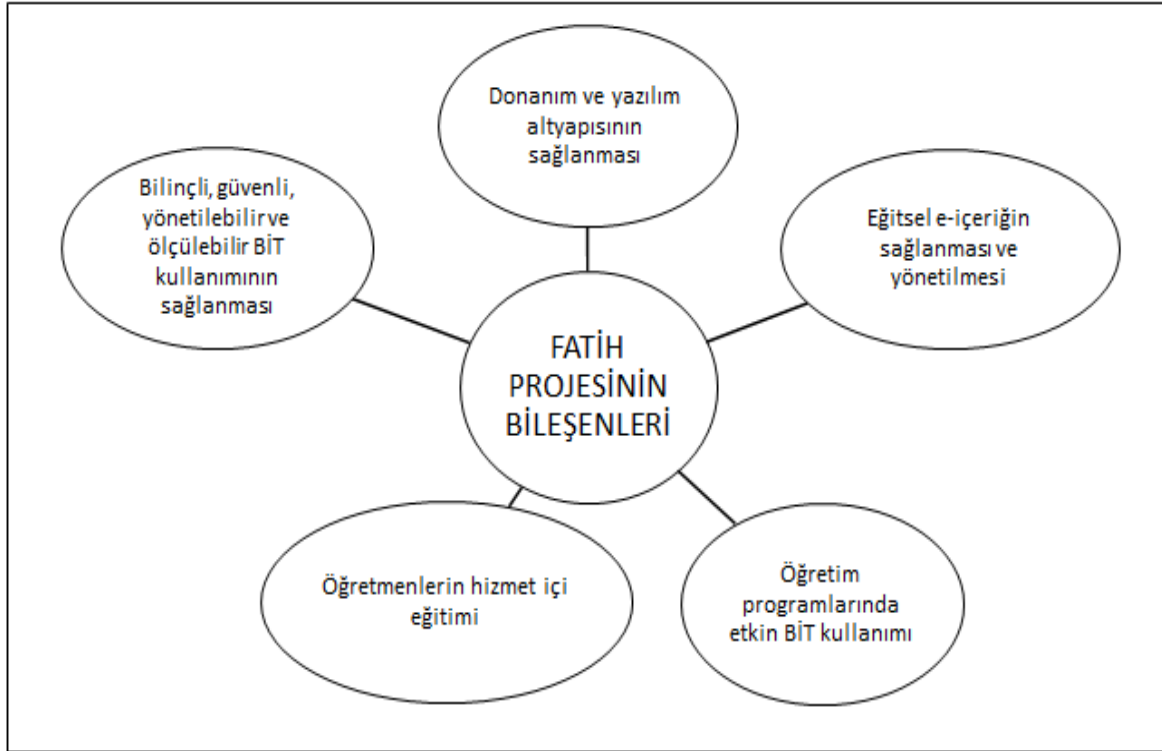 Donanım ve yazılım
altyapısının
sağlanması
Bilinçli, güvenli,
yönetilebilir ve
ölçülebilir BİT
kullanımının
sağlanması
Eğitsel e-içeriğin
sağlanması ve
yönetilmesi
FATİH
PROJESİNİN
BİLEŞENLERİ
Öğretmenlerin hizmet içi
eğitimi
Öğretim
programlarında
etkin BİT kullanımı